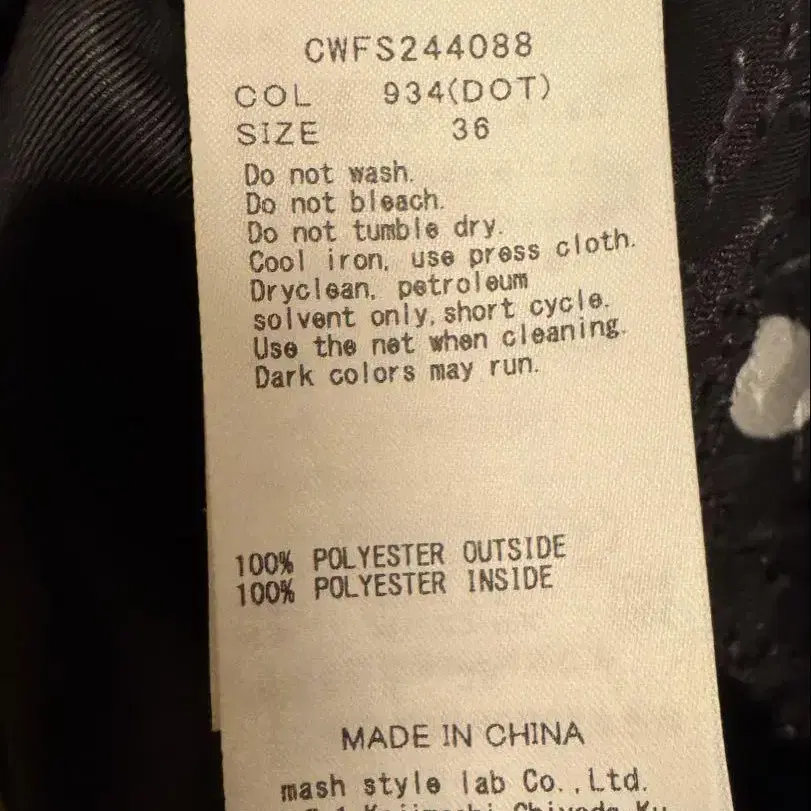 CWFS244088
COL 934(DOT)
SIZE 36
Do not wash.
Do not bleach.
Do not tumble dry.
Cool iron, use press cloth.
Dryclean, petroleum
solvent only, short cycle.
Use the net when cleaning.
Dark colors may run.
100% POLYESTER OUTSIDE
100% POLYESTER INSIDE
MADE IN CHINA
mash style lab Co.,Ltd.